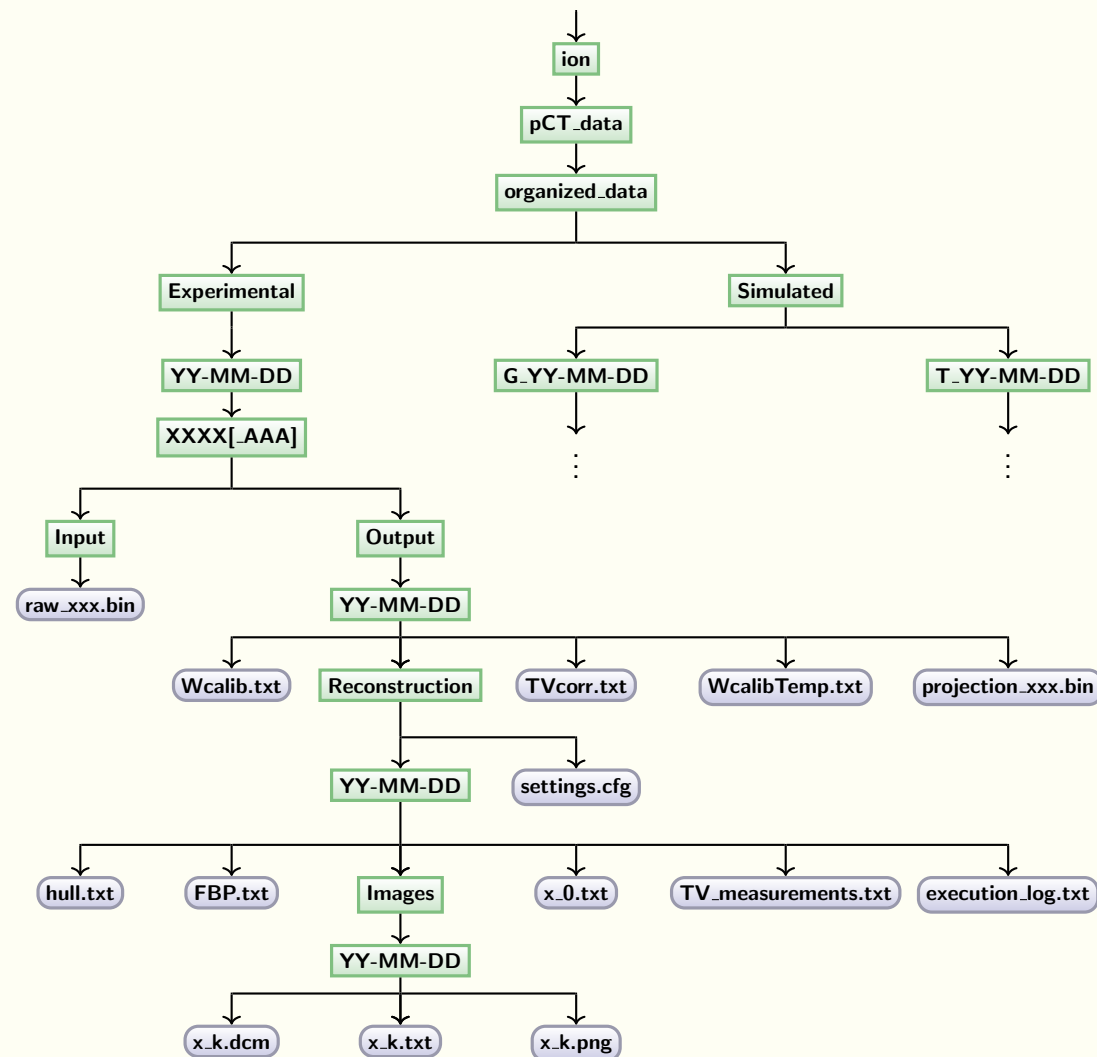 ion
pCT_data
organized_data
Experimental
Simulated
YY-MM-DD
G_YY-MM-DD
T_YY-MM-DD
XXXX[_AAA]
Input
Output
raw_xxx.bin
YY-MM-DD
Wcalib.txt
Reconstruction
TVcorr.txt
WcalibTemp.txt
projection_xxx.bin
YY-MM-DD
settings.cfg
hull.txt
FBP.txt
Images
x_0.txt
TV_measurements.txt
execution_log.txt
YY-MM-DD
x_k.dcm
x_k.txt
x_k.png